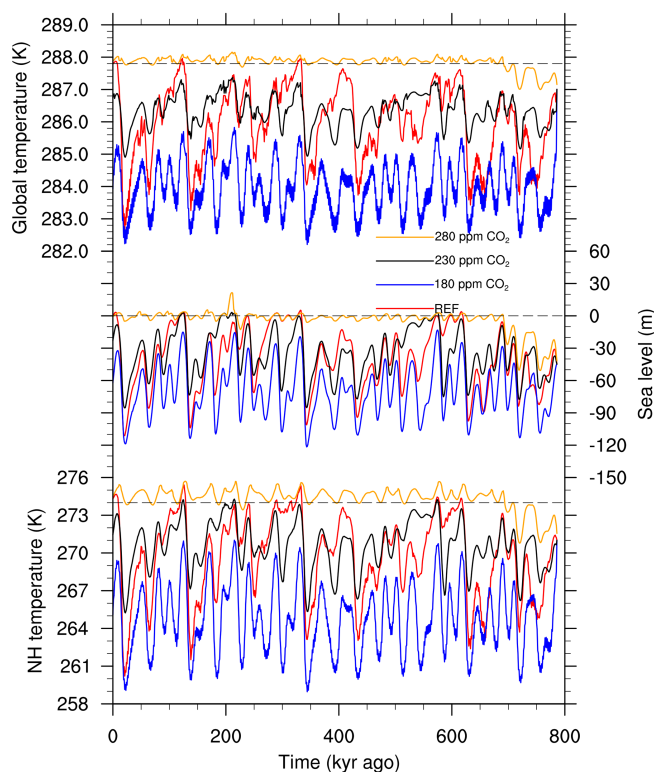 289.0
288.0
287.0
286.0
285.0
284.0
283.0
282.0
Global temperature (K)
280 ppm CO₂
230 ppm CO₂
180 ppm CO₂
REF
60
30
0
-30
-60
-90
-120
-150
Sea level (m)
276
273
270
267
264
261
258
NH temperature (K)
0 200 400 600 800
Time (kyr ago)